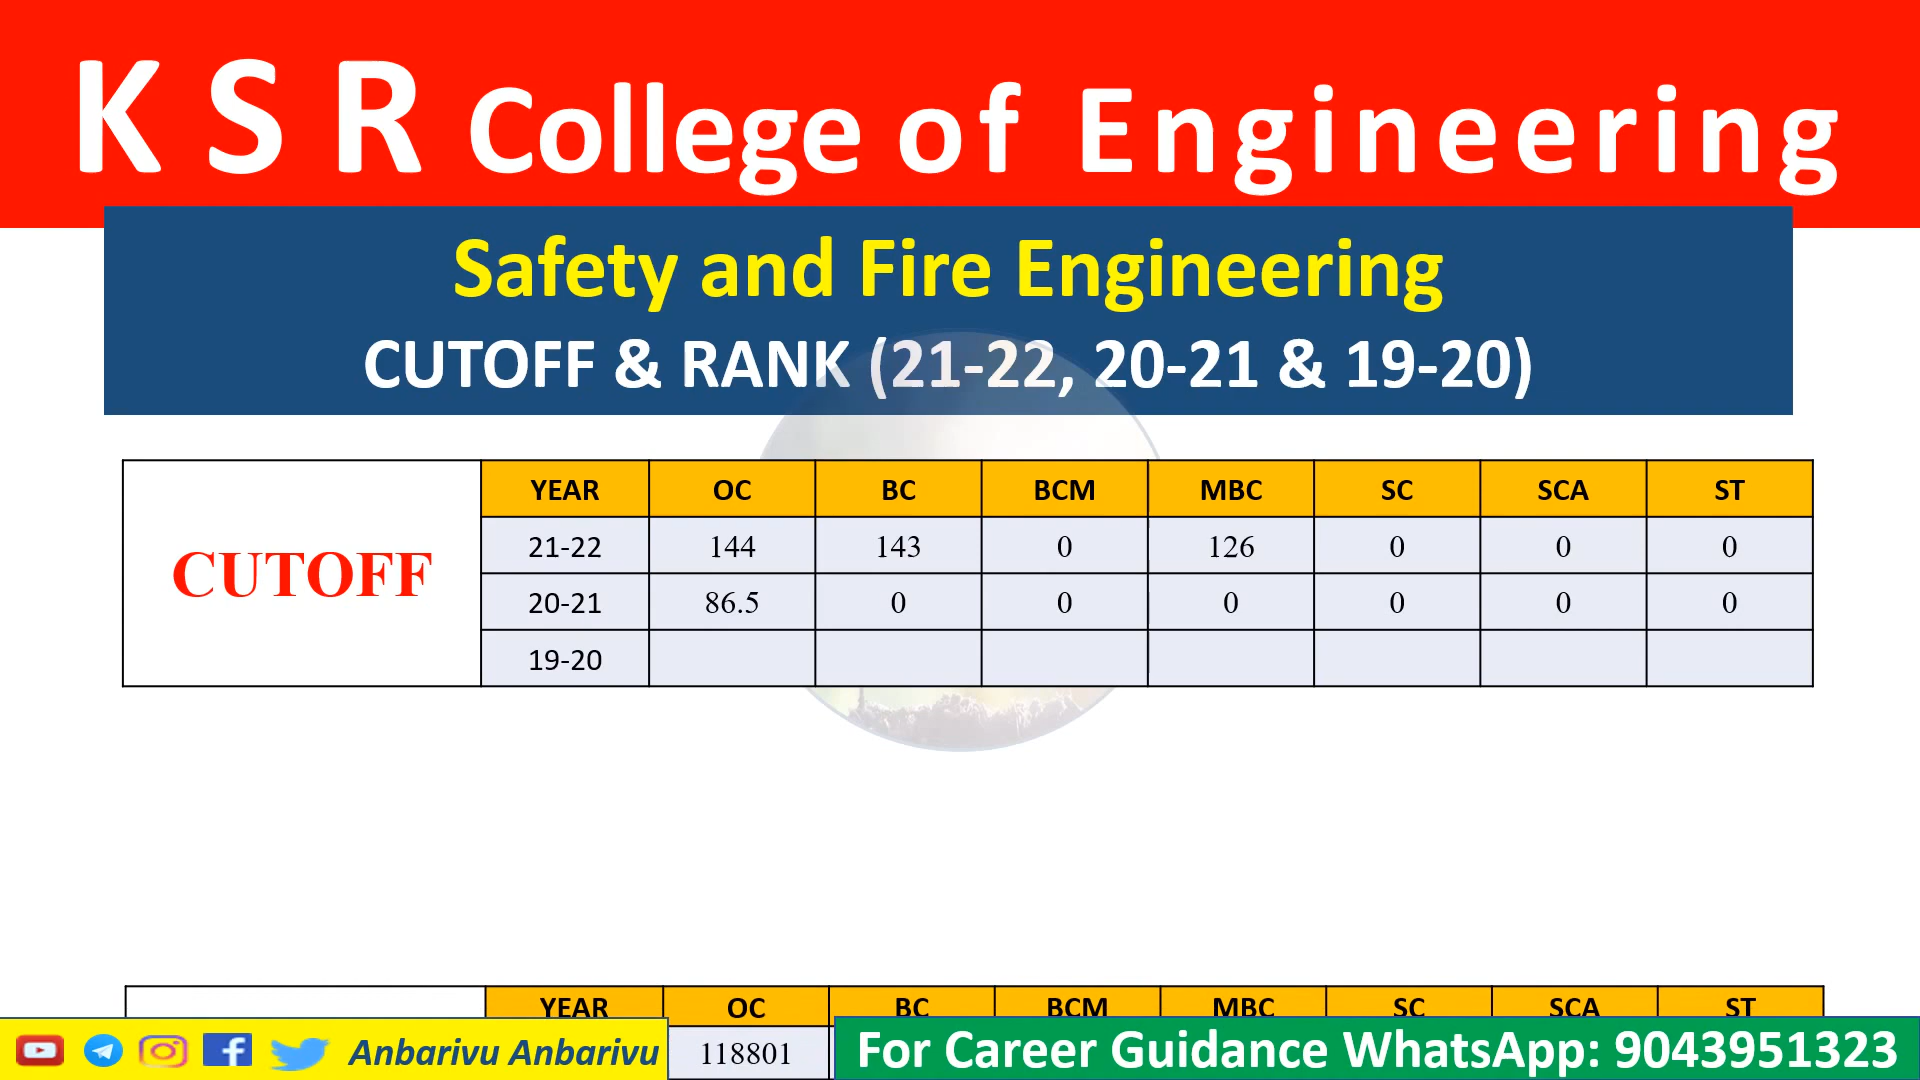 K S R College of Engineering
Safety and Fire Engineering
CUTOFF & RANK (21-22, 20-21 & 19-20)
CUTOFF
YEAR OC BC BCM MBC SC SCA ST
21-22 144 143 0 126 0 0 0
20-21 86.5 0 0 0 0 0 0
19-20
YEAR OC BC BCM MBC SC SCA ST
Anbarivu Anbarivu
118801
For Career Guidance WhatsApp: 9043951323